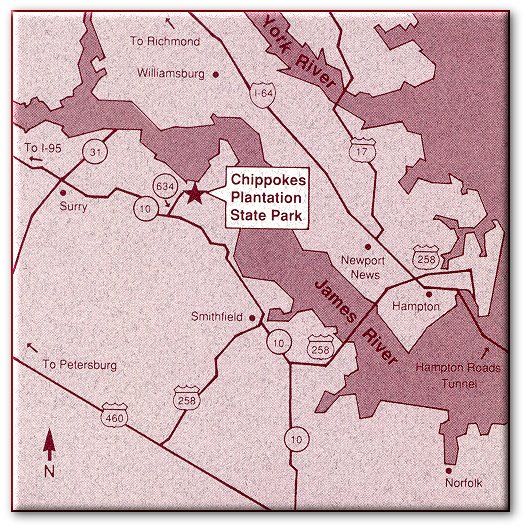 To Richmond
Williamsburg
York River
I-64
17
To I-95
31
634
Chippokes
Plantation
State Park
Surry
10
Newport
News
258
Hampton
James River
Smithfield
10
258
Hampton Roads
Tunnel
To Petersburg
258
460
10
N
Norfolk